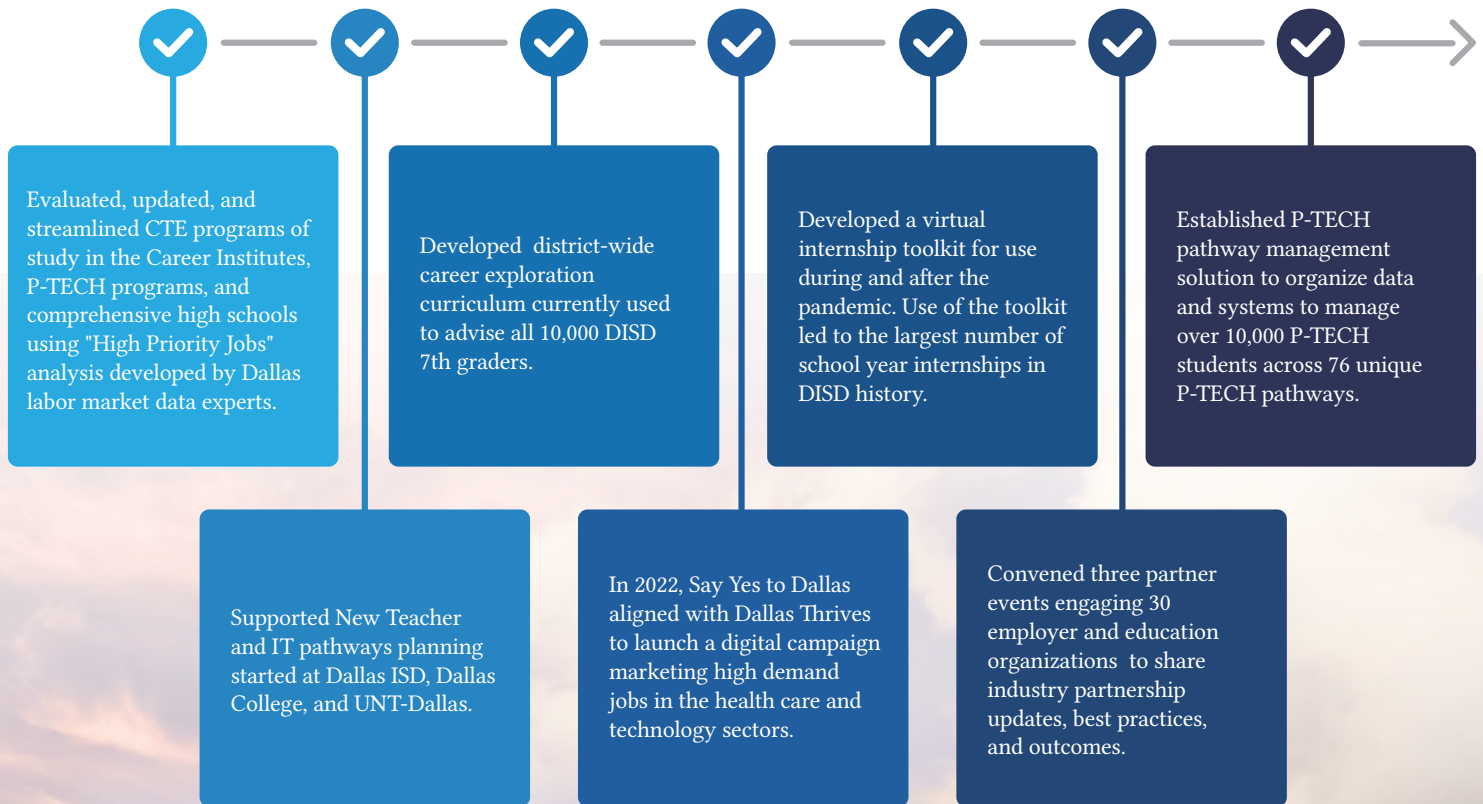 Evaluated, updated, and
streamlined CTE programs of
study in the Career Institutes,
P-TECH programs, and
comprehensive high schools
using "High Priority Jobs"
analysis developed by Dallas
labor market data experts.
Supported New Teacher
and IT pathways planning
started at Dallas ISD, Dallas
College, and UNT-Dallas.
Developed  district-wide
career exploration
curriculum currently used
to advise all 10,000 DISD
7th graders.
In 2022, Say Yes to Dallas
aligned with Dallas Thrives
to launch a digital campaign
marketing high demand
jobs in the health care and
technology sectors.
Developed a virtual
internship toolkit for use
during and after the
pandemic. Use of the toolkit
led to the largest number of
school year internships in
DISD history.
Convened three partner
events engaging 30
employer and education
organizations  to share
industry partnership
updates, best practices,
and outcomes.
Established P-TECH
pathway management
solution to organize data
and systems to manage
over 10,000 P-TECH
students across 76 unique
P-TECH pathways.